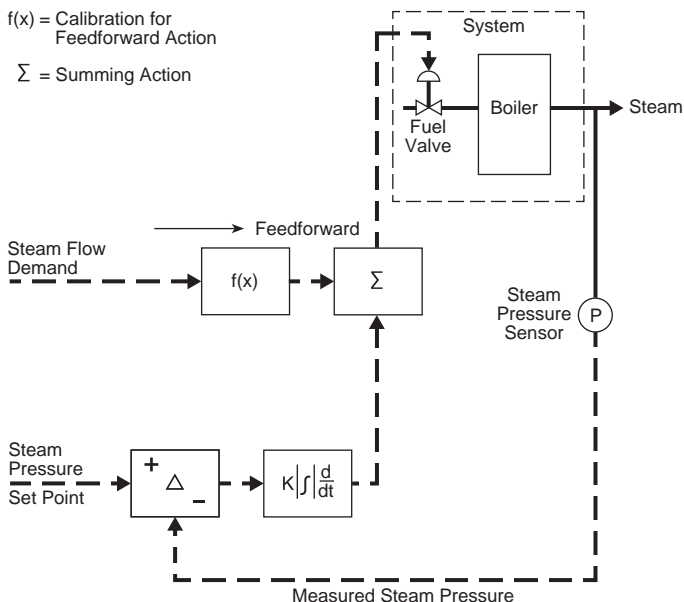 f(x) = Calibration for
Feedforward Action
Σ = Summing Action
System
Boiler
Steam
Fuel
Valve
Feedforward
Steam Flow
Demand
f(x)
Σ
Steam
Pressure
Sensor
P
Steam
Pressure
Set Point
+
Δ
-
K|∫|d/dt
Measured Steam Pressure